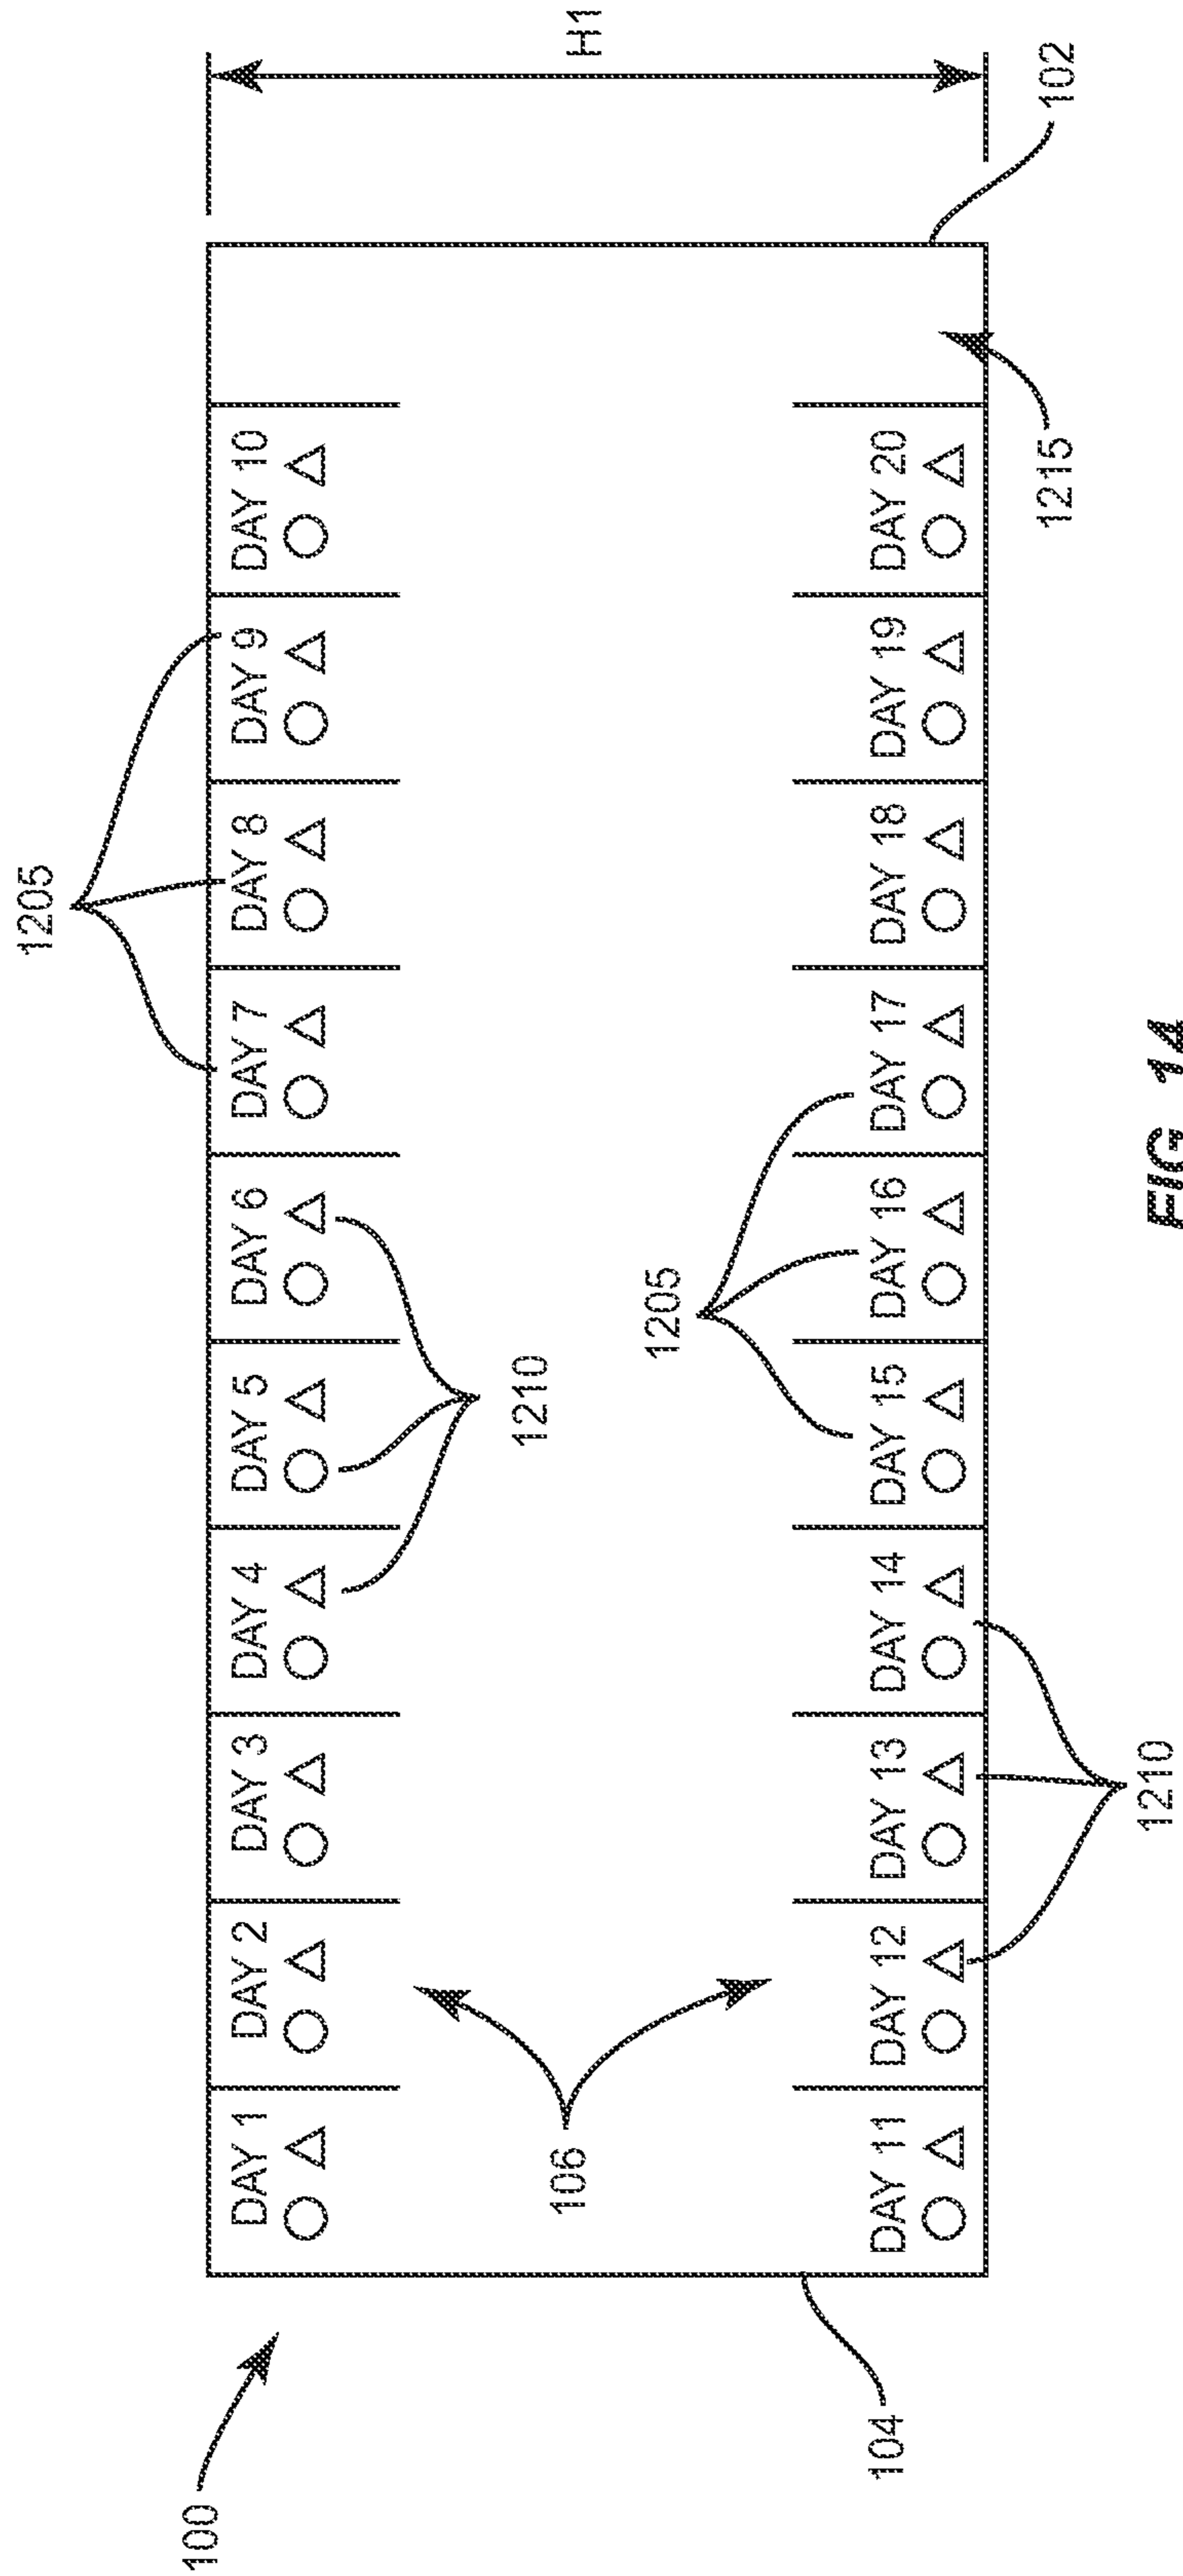 100
1205
H1
DAY 1
DAY 2
DAY 3
DAY 4
DAY 5
DAY 6
DAY 7
DAY 8
DAY 9
DAY 10
106
1210
1205
DAY 11
DAY 12
DAY 13
DAY 14
DAY 15
DAY 16
DAY 17
DAY 18
DAY 19
DAY 20
104
1210
1215
102
FIG. 14